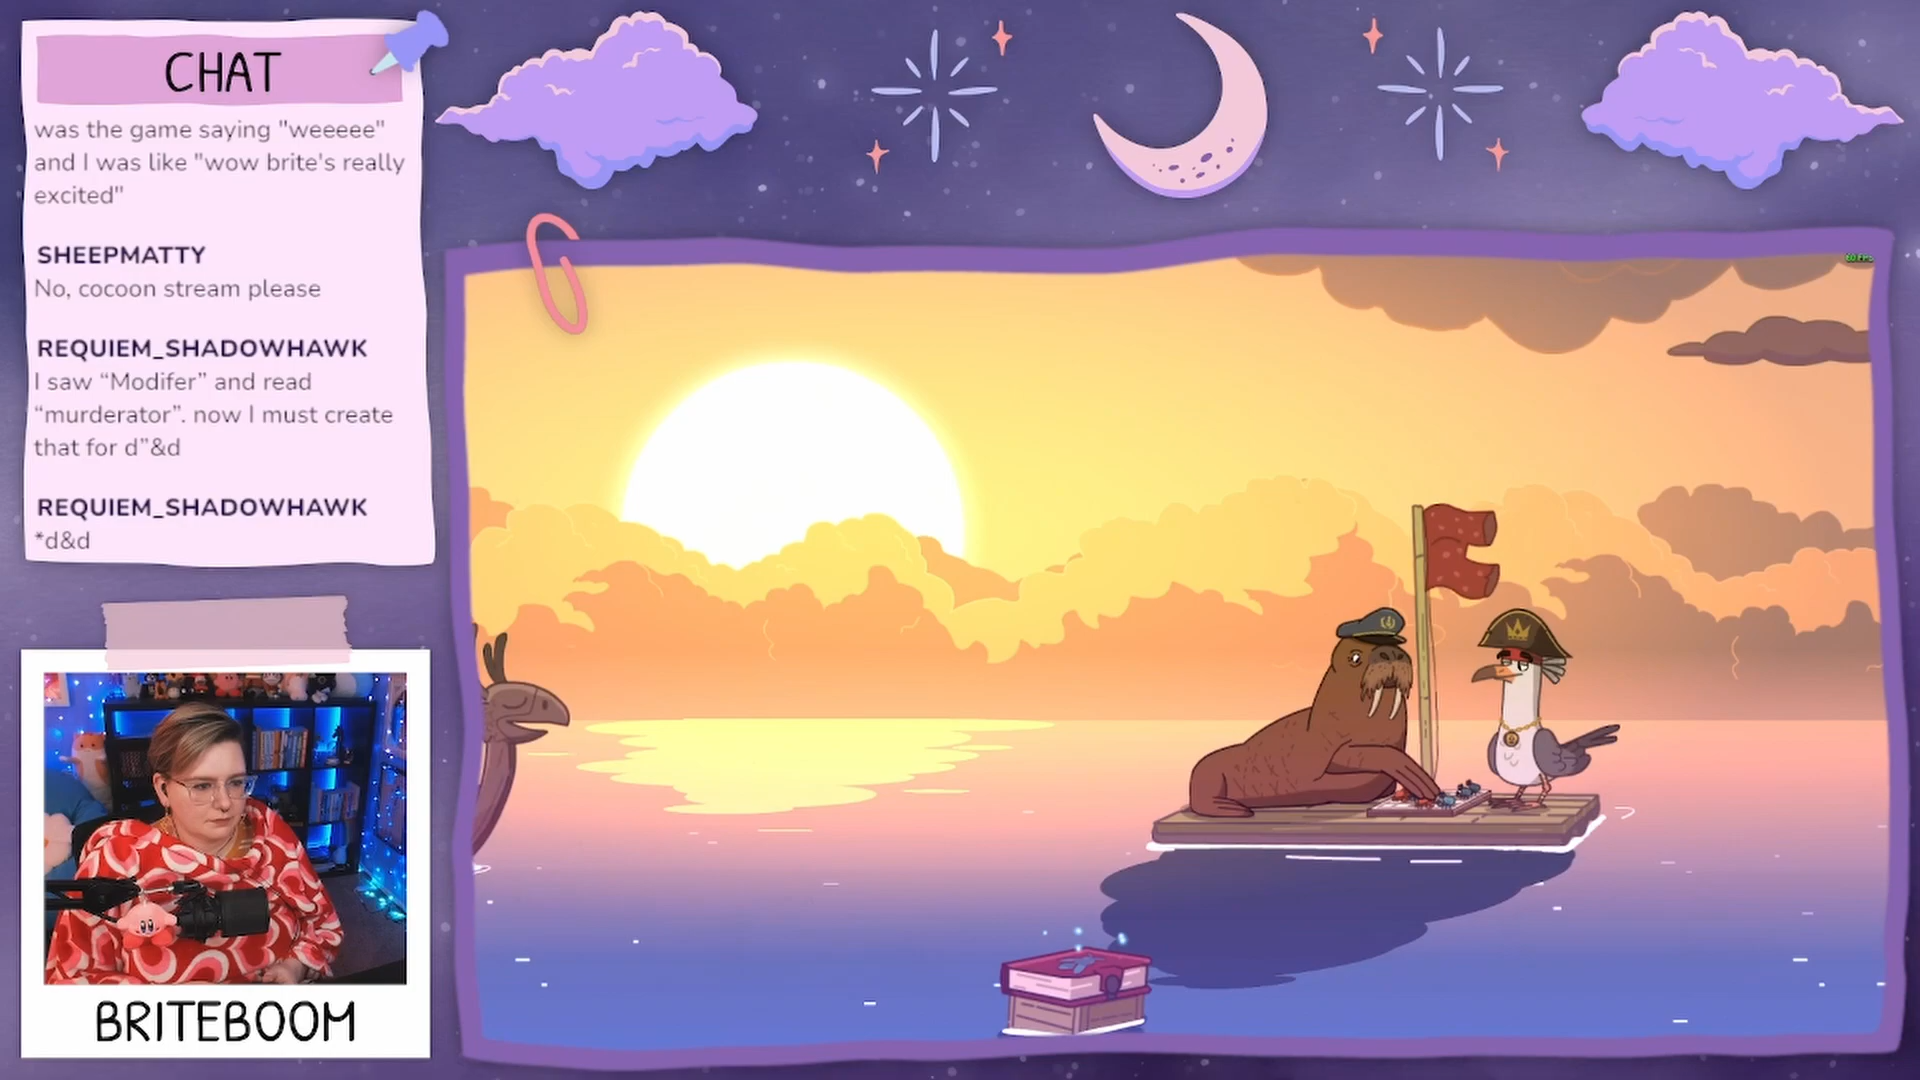 CHAT
was the game saying "weeeee"
and I was like "wow brite's really
excited"
SHEEPMATTY
No, cocoon stream please
REQUIEM_SHADOWHAWK
I saw “Modifer” and read
“murderator”. now I must create
that for d”&d
REQUIEM_SHADOWHAWK
*d&d
BRITEBOOM